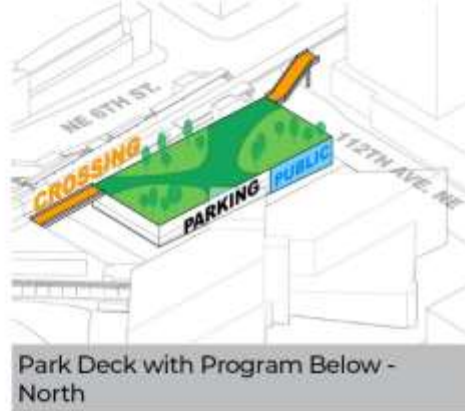 NE 6TH ST.
CROSSING
PARKING
PUBLIC
112TH AVE. NE
Park Deck with Program Below -
North